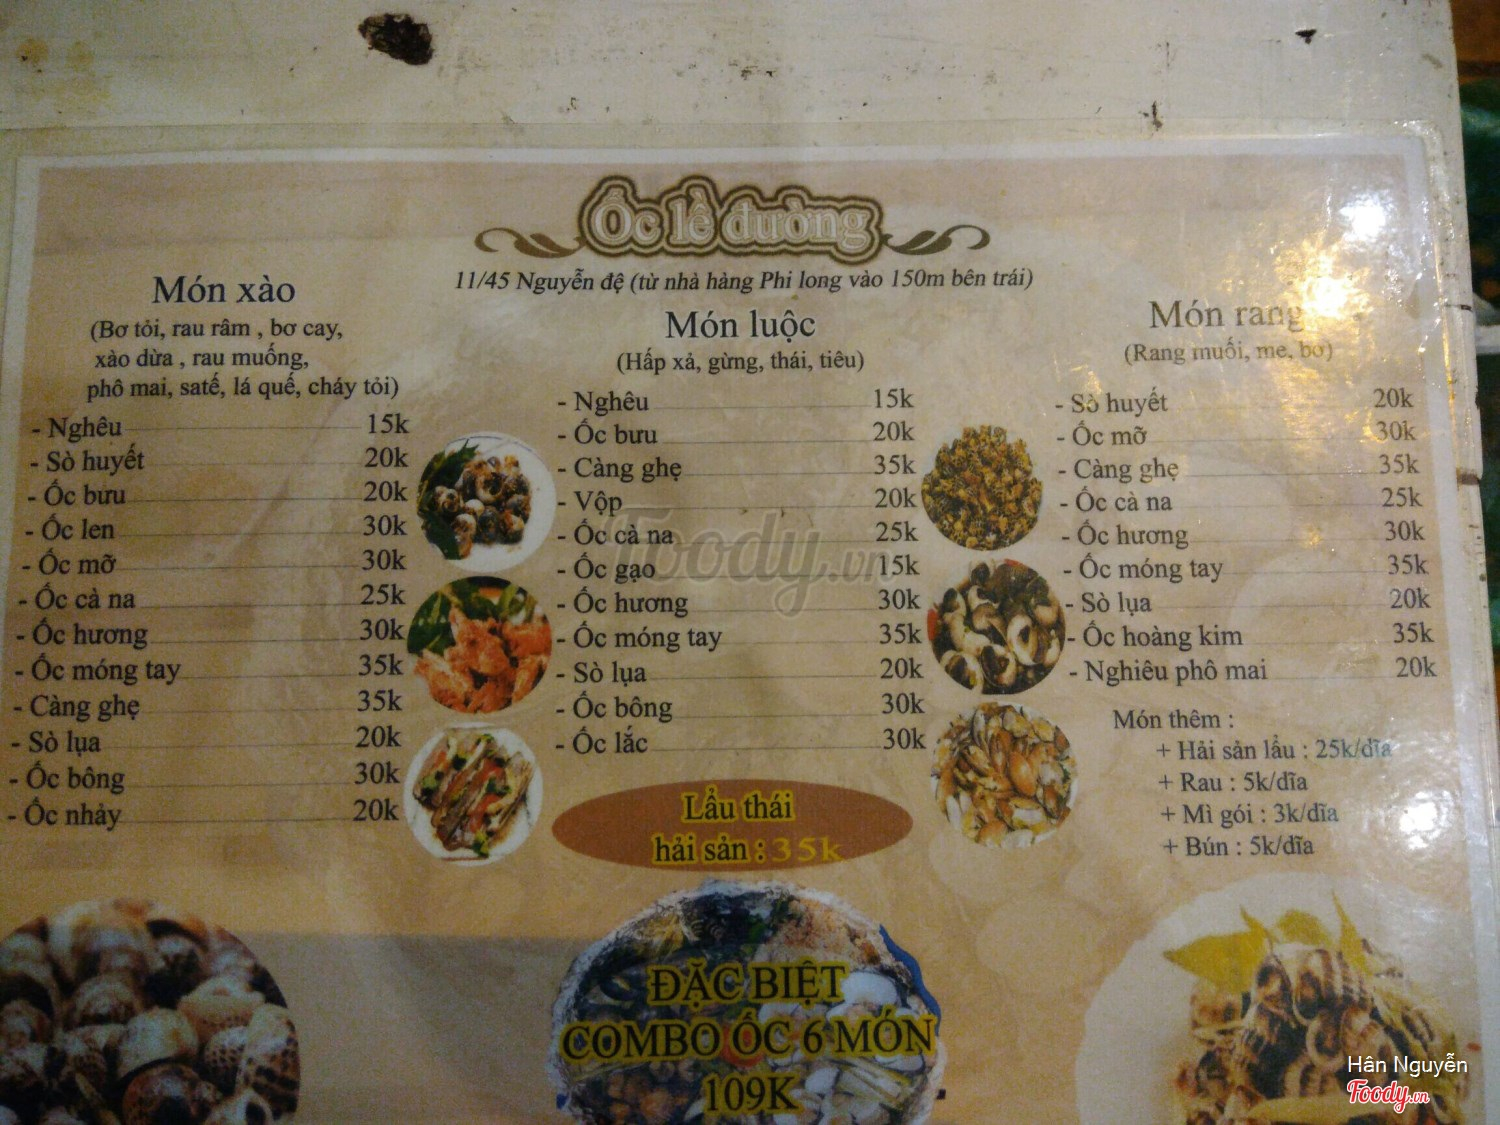 Ốc lề đường
11/45 Nguyễn đệ (từ nhà hàng Phi long vào 150m bên trái)
Món xào
(Bơ tỏi, rau râm , bơ cay,
xào dừa , rau muống,
phô mai, satế, lá quế, cháy tỏi)
- Nghêu 15k
- Sò huyết 20k
- Ốc bưu 20k
- Ốc len 30k
- Ốc mỡ 30k
- Ốc cà na 25k
- Ốc hương 30k
- Ốc móng tay 35k
- Càng ghẹ 35k
- Sò lụa 20k
- Ốc bông 30k
- Ốc nhảy 20k
Món luộc
(Hấp xả, gừng, thái, tiêu)
- Nghêu 15k
- Ốc bưu 20k
- Càng ghẹ 35k
- Vộp 20k
- Ốc cà na 25k
- Ốc gạo 15k
- Ốc hương 30k
- Ốc móng tay 35k
- Sò lụa 20k
- Ốc bông 30k
- Ốc lắc 30k
Lẩu thái
hải sản : 35k
Món rang
(Rang muối, me, bơ)
- Sò huyết 20k
- Ốc mỡ 30k
- Càng ghẹ 35k
- Ốc cà na 25k
- Ốc hương 30k
- Ốc móng tay 35k
- Sò lụa 20k
- Ốc hoàng kim 35k
- Nghiêu phô mai 20k
Món thêm :
+ Hải sản lẩu : 25k/dĩa
+ Rau : 5k/dĩa
+ Mì gói : 3k/dĩa
+ Bún : 5k/dĩa
ĐẶC BIỆT
COMBO ỐC 6 MÓN
109K
Foody.vn
Hân Nguyễn
Foody.vn